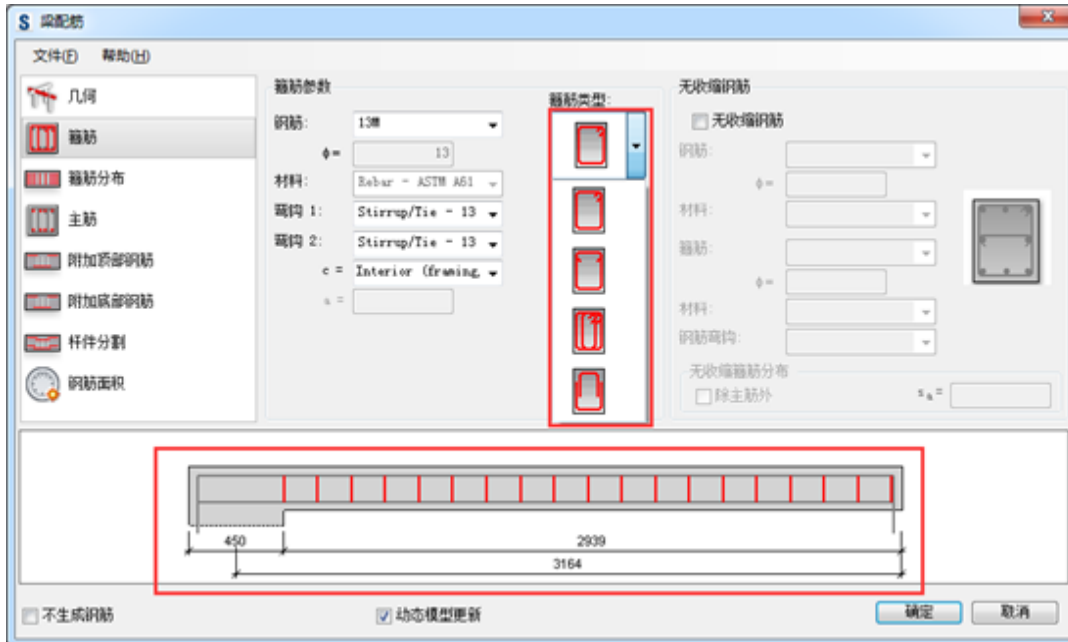 S 梁配筋
文件(F) 帮助(H)
几何
箍筋
箍筋分布
主筋
附加顶部钢筋
附加底部钢筋
杆件分割
钢筋面积
箍筋参数
钢筋: 13M
ϕ= 13
材料: Rebar - ASTM A61
弯钩 1: Stirrup/Tie - 13
弯钩 2: Stirrup/Tie - 13
c = Interior (framing,
a =
箍筋类型:
无收缩钢筋
无收缩钢筋
钢筋:
ϕ=
材料:
箍筋:
ϕ=
材料:
钢筋弯钩:
无收缩箍筋分布
除主筋外 sa=
450 2939
3164
不生成钢筋 动态模型更新 确定 取消